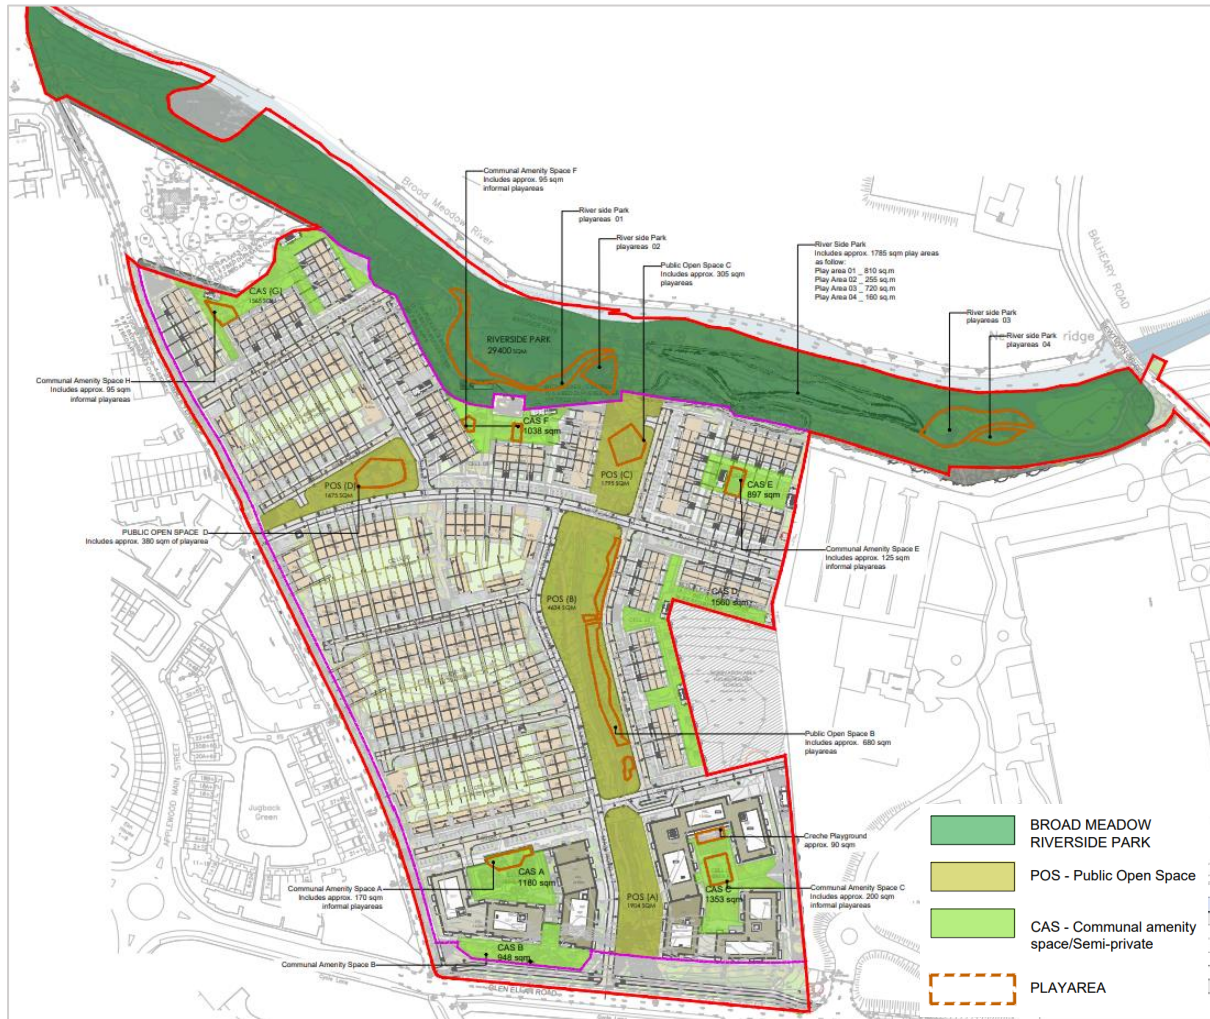 Communal Amenity Space F
Includes approx. 95 sqm
informal playareas
Broad Meadow
River
River side Park
playareas 01
River side Park
playareas 02
Public Open Space C
Includes approx. 305 sqm
playareas
River Side Park
Includes approx. 1785 sqm play areas
as follow:
Play area 01 _ 810 sq.m
Play Area 02 _ 255 sq.m
Play Area 03 _ 720 sq.m
Play Area 04 _ 160 sq.m
BALHEARY ROAD
River side Park
playareas 03
River side Park
playareas 04
CAS (G)
RIVERSIDE PARK
29400 SQM
Communal Amenity Space H
Includes approx. 95 sqm
informal playareas
CAS F
1038 sqm
POS (C)
1795 SQM
POS (D)
1675 SQM
CAS E
897 sqm
PUBLIC OPEN SPACE D
Includes approx. 380 sqm of playarea
Communal Amenity Space E
Includes approx. 125 sqm
informal playareas
CAS D
1560 sqm
POS (B)
4624 SQM
Public Open Space B
Includes approx. 680 sqm
playareas
APPLEWOOD MAIN STREET
Jugback
Green
Creche Playground
approx. 90 sqm
CAS A
1180 sqm
Communal Amenity Space A
Includes approx. 170 sqm
informal playareas
CAS C
1353 sqm
Communal Amenity Space C
Includes approx. 200 sqm
informal playareas
POS (A)
1904 SQM
CAS B
948 sqm
Communal Amenity Space B
GLEN ELLAN ROAD
BROAD MEADOW
RIVERSIDE PARK
POS - Public Open Space
CAS - Communal amenity
space/Semi-private
PLAYAREA